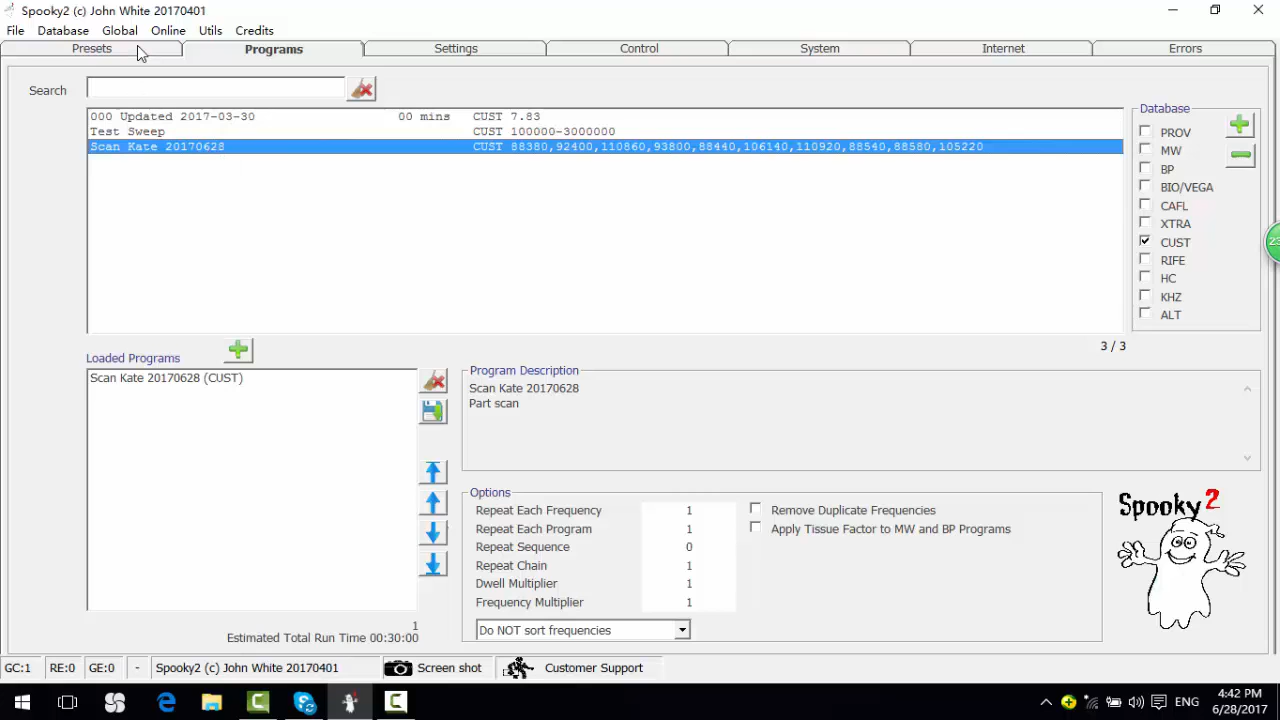 Spooky2 (c) John White 20170401
File Database Global Online Utils Credits
Presets Programs Settings Control System Internet Errors
Search
000 Updated 2017-03-30 00 mins CUST 7.83
Test Sweep CUST 100000-3000000
Scan Kate 20170628 CUST 88380,92400,110860,93800,88440,106140,110920,88540,88580,105220
Database
PROV
MW
BP
BIO/VEGA
CAFL
XTRA
CUST
RIFE
HC
KHZ
ALT
3 / 3
Loaded Programs
Scan Kate 20170628 (CUST)
1
Estimated Total Run Time 00:30:00
Program Description
Scan Kate 20170628
Part scan
Options
Repeat Each Frequency 1
Repeat Each Program 1
Repeat Sequence 0
Repeat Chain 1
Dwell Multiplier 1
Frequency Multiplier 1
Do NOT sort frequencies
Remove Duplicate Frequencies
Apply Tissue Factor to MW and BP Programs
Spooky2
GC:1 RE:0 GE:0 - Spooky2 (c) John White 20170401 Screen shot Customer Support
ENG
4:42 PM
6/28/2017